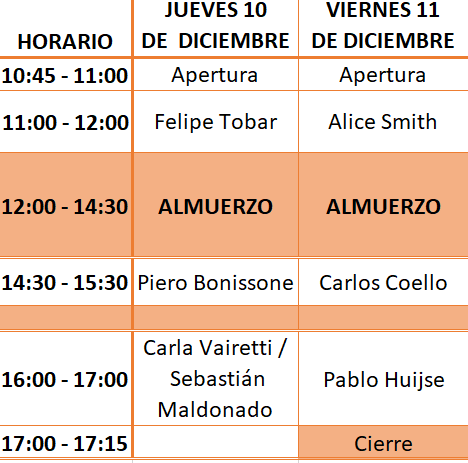 HORARIO JUEVES 10 DE DICIEMBRE VIERNES 11 DE DICIEMBRE
10:45 - 11:00 Apertura Apertura
11:00 - 12:00 Felipe Tobar Alice Smith
12:00 - 14:30 ALMUERZO ALMUERZO
14:30 - 15:30 Piero Bonissone Carlos Coello
16:00 - 17:00 Carla Vairetti / Sebastián Maldonado Pablo Huijse
17:00 - 17:15 Cierre